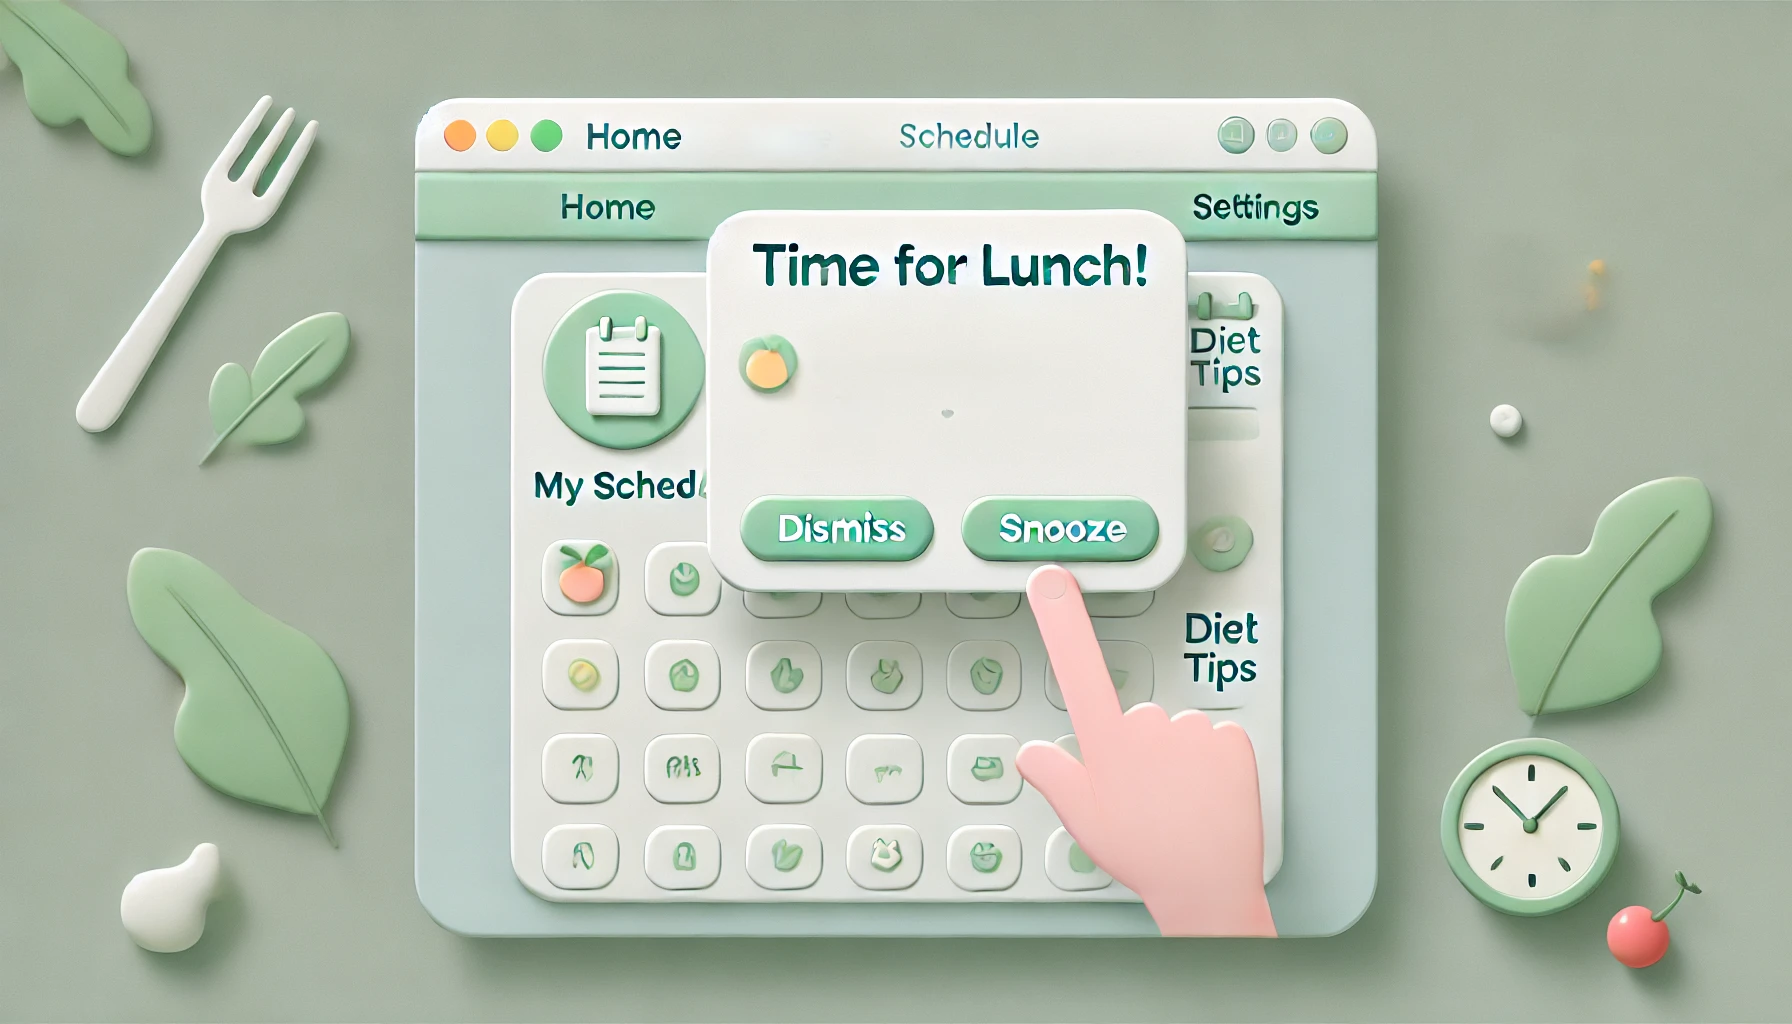 Home
Schedule
Home
Settings
Time for Lunch!
Diet
Tips
My Sched
Dismiss
Snooze
Diet
Tips